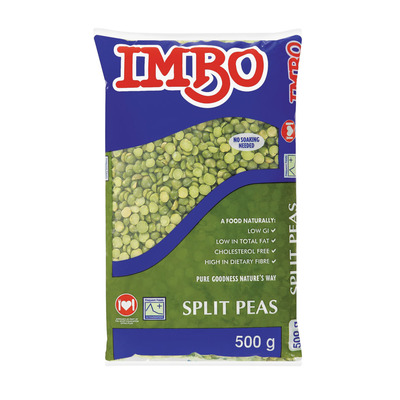 IMBO
NO SOAKING
NEEDED
A FOOD NATURALLY:
LOW GI ✓
LOW IN TOTAL FAT ✓
CHOLESTEROL FREE ✓
HIGH IN DIETARY FIBRE ✓
PURE GOODNESS NATURE'S WAY
SPLIT PEAS
500 g
IMBO
SPLIT PEAS
500 g